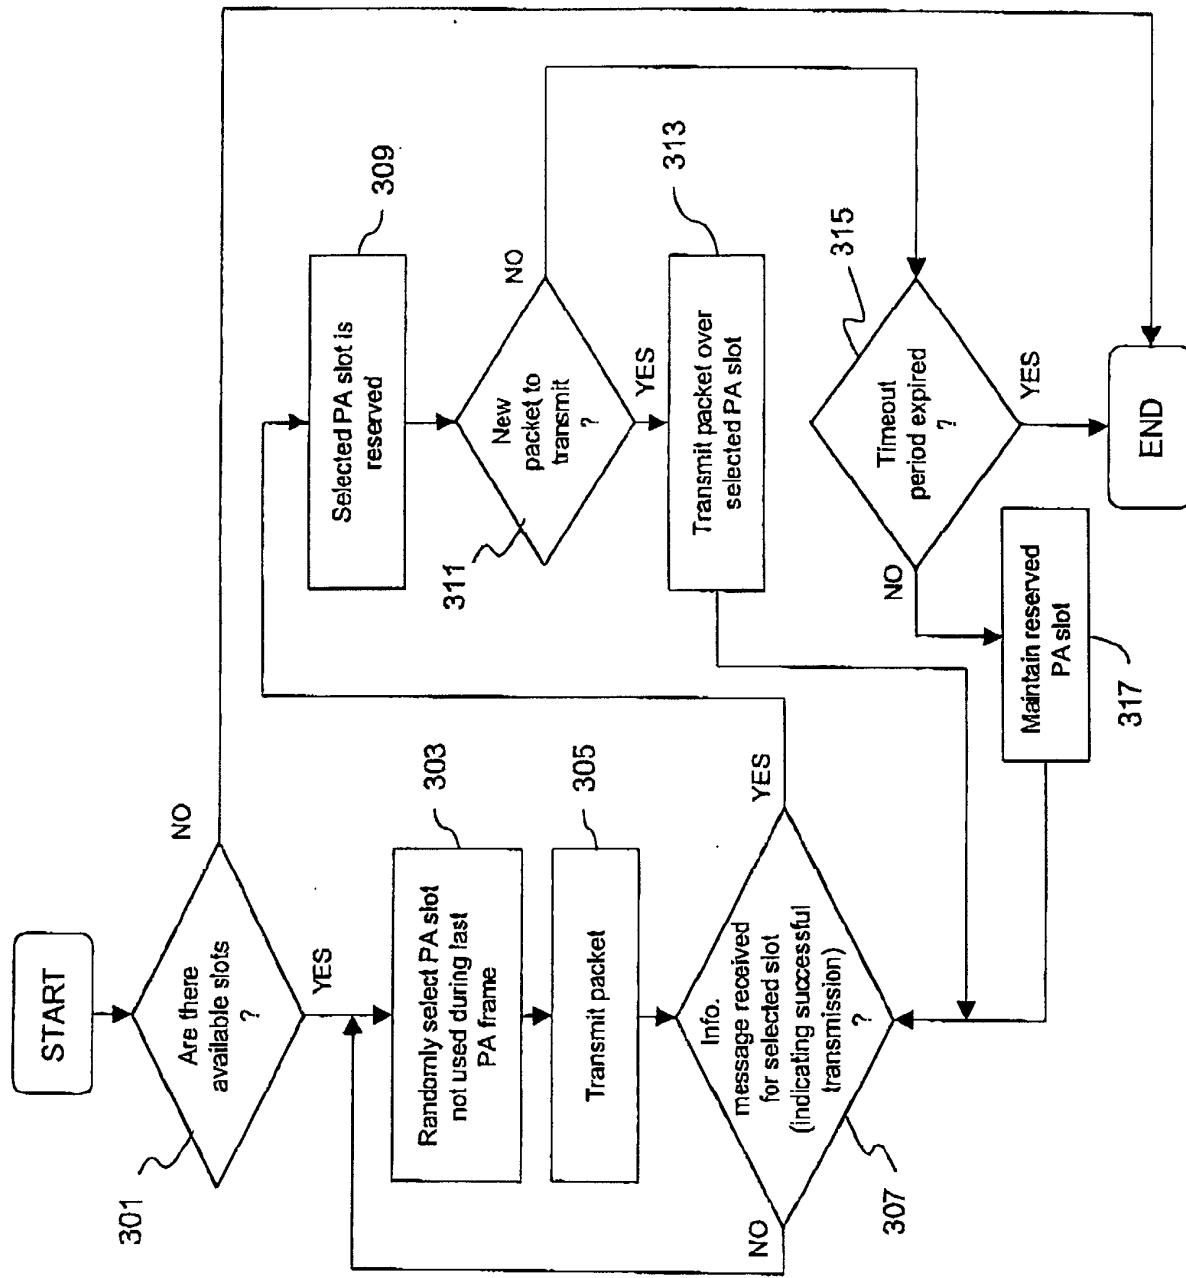 START
Are there
available slots
?
301
NO
YES
Randomly select PA slot
not used during last
PA frame
303
Transmit packet
305
Info.
message received
for selected slot
(indicating successful
transmission)
?
307
NO
YES
Selected PA slot is
reserved
309
New
packet to
transmit
?
311
NO
YES
Transmit packet over
selected PA slot
313
Timeout
period expired
?
315
NO
YES
Maintain reserved
PA slot
317
END